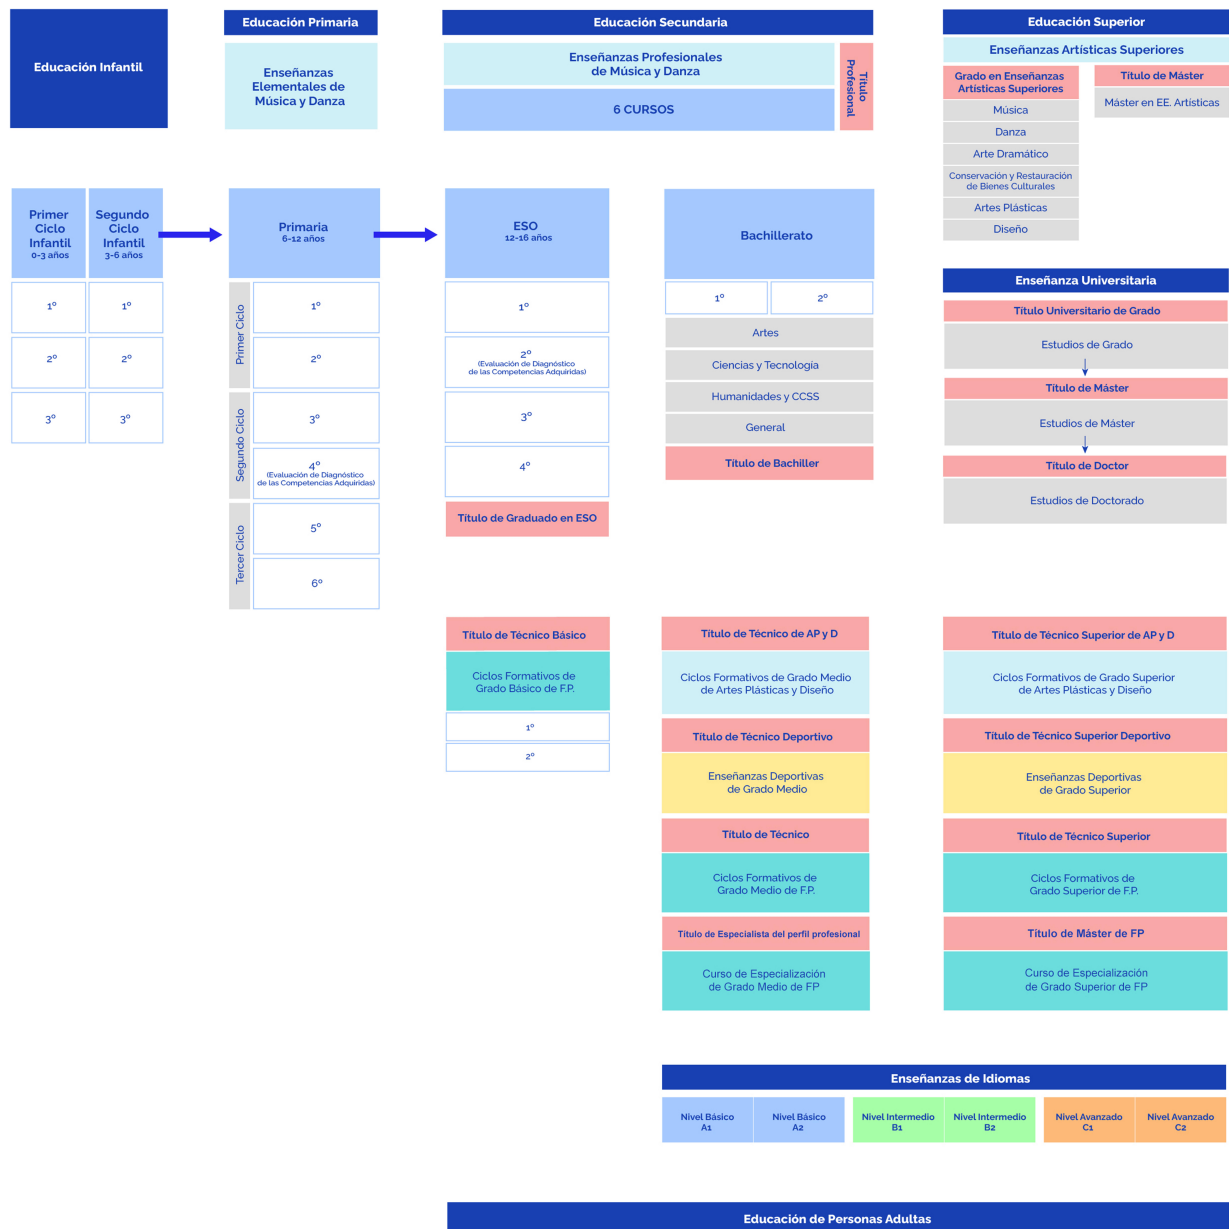 Educación Infantil
Educación Primaria
Enseñanzas
Elementales de
Música y Danza
Educación Secundaria
Enseñanzas Profesionales
de Música y Danza
6 CURSOS
Título
Profesional
Educación Superior
Enseñanzas Artísticas Superiores
Grado en Enseñanzas
Artísticas Superiores
Música
Danza
Arte Dramático
Conservación y Restauración
de Bienes Culturales
Artes Plásticas
Diseño
Título de Máster
Máster en EE. Artísticas
Primer
Ciclo
Infantil
0-3 años
1º
2º
3º
Segundo
Ciclo
Infantil
3-6 años
1º
2º
3º
Primaria
6-12 años
Primer Ciclo
1º
2º
Segundo Ciclo
3º
4º
(Evaluación de Diagnóstico
de las Competencias Adquiridas)
Tercer Ciclo
5º
6º
ESO
12-16 años
1º
2º
(Evaluación de Diagnóstico
de las Competencias Adquiridas)
3º
4º
Título de Graduado en ESO
Bachillerato
1º
2º
Artes
Ciencias y Tecnología
Humanidades y CCSS
General
Título de Bachiller
Enseñanza Universitaria
Título Universitario de Grado
Estudios de Grado
Título de Máster
Estudios de Máster
Título de Doctor
Estudios de Doctorado
Título de Técnico Básico
Ciclos Formativos de
Grado Básico de F.P.
1º
2º
Título de Técnico de AP y D
Ciclos Formativos de Grado Medio
de Artes Plásticas y Diseño
Título de Técnico Deportivo
Enseñanzas Deportivas
de Grado Medio
Título de Técnico
Ciclos Formativos de
Grado Medio de F.P.
Título de Especialista del perfil profesional
Curso de Especialización
de Grado Medio de FP
Título de Técnico Superior de AP y D
Ciclos Formativos de Grado Superior
de Artes Plásticas y Diseño
Título de Técnico Superior Deportivo
Enseñanzas Deportivas
de Grado Superior
Título de Técnico Superior
Ciclos Formativos de
Grado Superior de F.P.
Título de Máster de FP
Curso de Especialización
de Grado Superior de FP
Enseñanzas de Idiomas
Nivel Básico
A1
Nivel Básico
A2
Nivel Intermedio
B1
Nivel Intermedio
B2
Nivel Avanzado
C1
Nivel Avanzado
C2
Educación de Personas Adultas